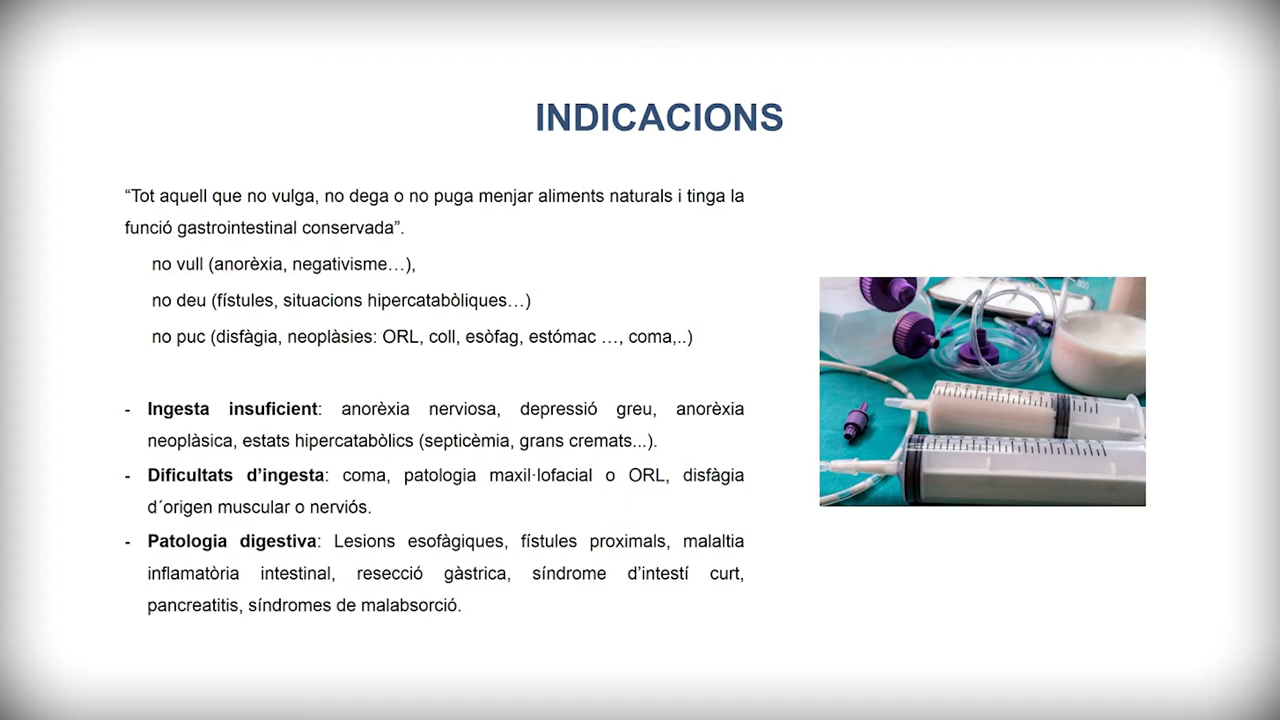 INDICACIONS
“Tot aquell que no vulga, no dega o no puga menjar aliments naturals i tinga la
funció gastrointestinal conservada”.
no vull (anorèxia, negativisme…),
no deu (fístules, situacions hipercatabòliques…)
no puc (disfàgia, neoplàsies: ORL, coll, esòfag, estómac …, coma,..)
- Ingesta insuficient: anorèxia nerviosa, depressió greu, anorèxia
neoplàsica, estats hipercatabòlics (septicèmia, grans cremats...).
- Dificultats d’ingesta: coma, patologia maxil·lofacial o ORL, disfàgia
d´origen muscular o nerviós.
- Patologia digestiva: Lesions esofàgiques, fístules proximals, malaltia
inflamatòria intestinal, resecció gàstrica, síndrome d’intestí curt,
pancreatitis, síndromes de malabsorció.